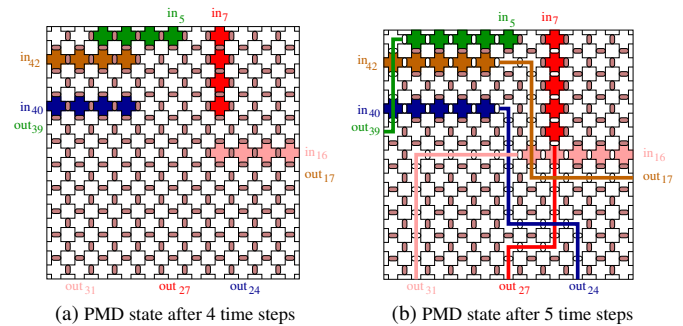 in5 in7
in42
in40
out39
in16
out17
out31 out27 out24
(a) PMD state after 4 time steps
in5 in7
in42
in40
out39
in16
out17
out31 out27 out24
(b) PMD state after 5 time steps